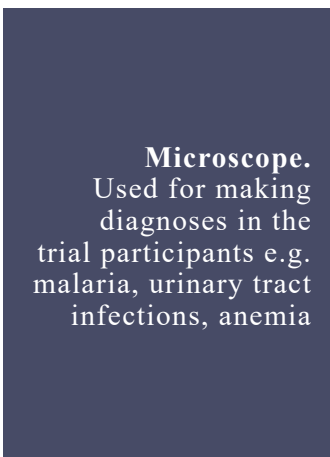 Microscope.
Used for making
diagnoses in the
trial participants e.g.
malaria, urinary tract
infections, anemia